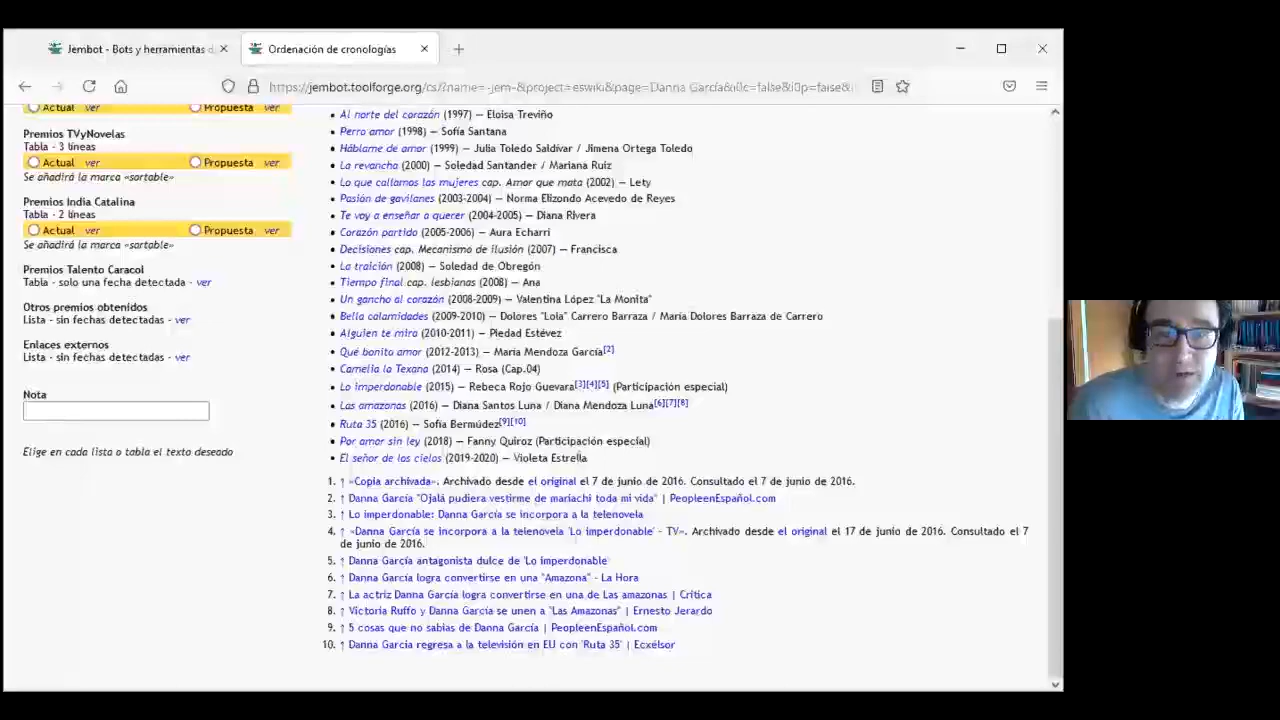 Jembot - Bots y herramientas d
Ordenación de cronologías
https://jembot.toolforge.org/cs/?name=-jem-&project=eswiki&page=Danna García&i0c=false&i0p=false&i
Actual ver Propuesta ver
Premios TVyNovelas
Tabla - 3 líneas
Actual ver Propuesta ver
Se añadirá la marca «sortable»
Premios India Catalina
Tabla - 2 líneas
Actual ver Propuesta ver
Se añadirá la marca «sortable»
Premios Talento Caracol
Tabla - solo una fecha detectada - ver
Otros premios obtenidos
Lista - sin fechas detectadas - ver
Enlaces externos
Lista - sin fechas detectadas - ver
Nota
Elige en cada lista o tabla el texto deseado
• Al norte del corazón (1997) — Eloisa Treviño
• Perro amor (1998) — Sofía Santana
• Háblame de amor (1999) — Julia Toledo Saldívar / Jimena Ortega Toledo
• La revancha (2000) — Soledad Santander / Mariana Ruiz
• Lo que callamos las mujeres cap. Amor que mata (2002) — Lety
• Pasión de gavilanes (2003-2004) — Norma Elizondo Acevedo de Reyes
• Te voy a enseñar a querer (2004-2005) — Diana Rivera
• Corazón partido (2005-2006) — Aura Echarri
• Decisiones cap. Mecanismo de ilusión (2007) — Francisca
• La traición (2008) — Soledad de Obregón
• Tiempo final cap. lesbianas (2008) — Ana
• Un gancho al corazón (2008-2009) — Valentina López "La Monita"
• Bella calamidades (2009-2010) — Dolores "Lola" Carrero Barraza / María Dolores Barraza de Carrero
• Alguien te mira (2010-2011) — Piedad Estévez
• Qué bonito amor (2012-2013) — María Mendoza García[2]
• Camelia la Texana (2014) — Rosa (Cap.04)
• Lo imperdonable (2015) — Rebeca Rojo Guevara[3][4][5] (Participación especial)
• Las amazonas (2016) — Diana Santos Luna / Diana Mendoza Luna[6][7][8]
• Ruta 35 (2016) — Sofía Bermúdez[9][10]
• Por amor sin ley (2018) — Fanny Quiroz (Participación especial)
• El señor de los cielos (2019-2020) — Violeta Estrella
1. ↑ «Copia archivada». Archivado desde el original el 7 de junio de 2016. Consultado el 7 de junio de 2016.
2. ↑ Danna García "Ojalá pudiera vestirme de mariachi toda mi vida" | PeopleenEspañol.com
3. ↑ Lo imperdonable: Danna García se incorpora a la telenovela
4. ↑ «Danna García se incorpora a la telenovela 'Lo imperdonable' - TV». Archivado desde el original el 17 de junio de 2016. Consultado el 7
de junio de 2016.
5. ↑ Danna García antagonista dulce de 'Lo imperdonable'
6. ↑ Danna García logra convertirse en una "Amazona" - La Hora
7. ↑ La actriz Danna García logra convertirse en una de Las amazonas | Crítica
8. ↑ Victoria Ruffo y Danna García se unen a "Las Amazonas" | Ernesto Jerardo
9. ↑ 5 cosas que no sabías de Danna García | PeopleenEspañol.com
10. ↑ Danna García regresa a la televisión en EU con 'Ruta 35' | Ecxélsor